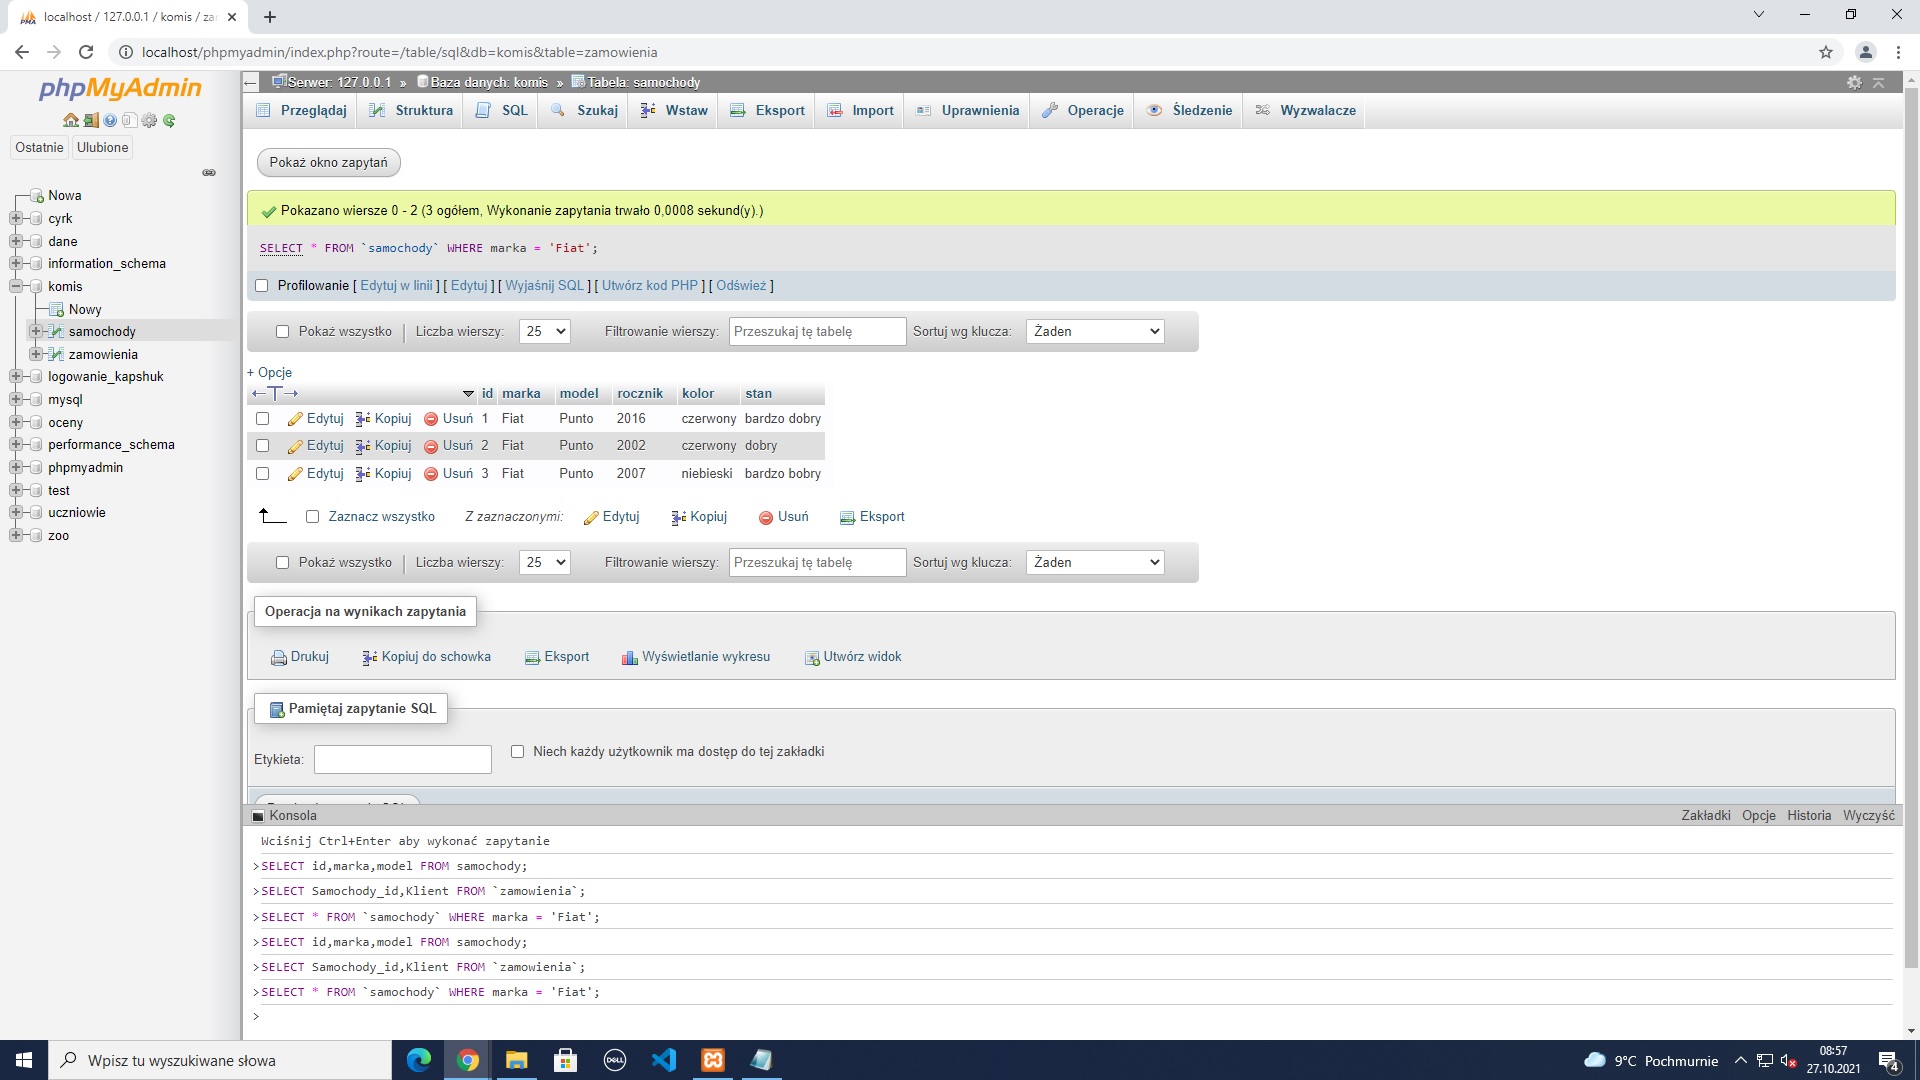 localhost / 127.0.0.1 / komis / za
localhost/phpmyadmin/index.php?route=/table/sql&db=komis&table=zamowienia
phpMyAdmin
Ostatnie Ulubione
Nowa
cyrk
dane
information_schema
komis
Nowy
samochody
zamowienia
logowanie_kapshuk
mysql
oceny
performance_schema
phpmyadmin
test
uczniowie
zoo
Serwer: 127.0.0.1 » Baza danych: komis » Tabela: samochody
Przeglądaj Struktura SQL Szukaj Wstaw Eksport Import Uprawnienia Operacje Śledzenie Wyzwalacze
Pokaż okno zapytań
Pokazano wiersze 0 - 2 (3 ogółem, Wykonanie zapytania trwało 0,0008 sekund(y).)
SELECT * FROM `samochody` WHERE marka = 'Fiat';
Profilowanie [ Edytuj w linii ] [ Edytuj ] [ Wyjaśnij SQL ] [ Utwórz kod PHP ] [ Odśwież ]
Pokaż wszystko Liczba wierszy: 25 Filtrowanie wierszy: Przeszukaj tę tabelę Sortuj wg klucza: Żaden
+ Opcje
id marka model rocznik kolor stan
Edytuj Kopiuj Usuń 1 Fiat Punto 2016 czerwony bardzo dobry
Edytuj Kopiuj Usuń 2 Fiat Punto 2002 czerwony dobry
Edytuj Kopiuj Usuń 3 Fiat Punto 2007 niebieski bardzo bobry
Zaznacz wszystko Z zaznaczonymi: Edytuj Kopiuj Usuń Eksport
Pokaż wszystko Liczba wierszy: 25 Filtrowanie wierszy: Przeszukaj tę tabelę Sortuj wg klucza: Żaden
Operacja na wynikach zapytania
Drukuj Kopiuj do schowka Eksport Wyświetlanie wykresu Utwórz widok
Pamiętaj zapytanie SQL
Etykieta: Niech każdy użytkownik ma dostęp do tej zakładki
Konsola Zakładki Opcje Historia Wyczyść
Wciśnij Ctrl+Enter aby wykonać zapytanie
>SELECT id,marka,model FROM samochody;
>SELECT Samochody_id,Klient FROM `zamowienia`;
>SELECT * FROM `samochody` WHERE marka = 'Fiat';
>SELECT id,marka,model FROM samochody;
>SELECT Samochody_id,Klient FROM `zamowienia`;
>SELECT * FROM `samochody` WHERE marka = 'Fiat';
>
Wpisz tu wyszukiwane słowa
DELL
9°C Pochmurnie
08:57
27.10.2021
4